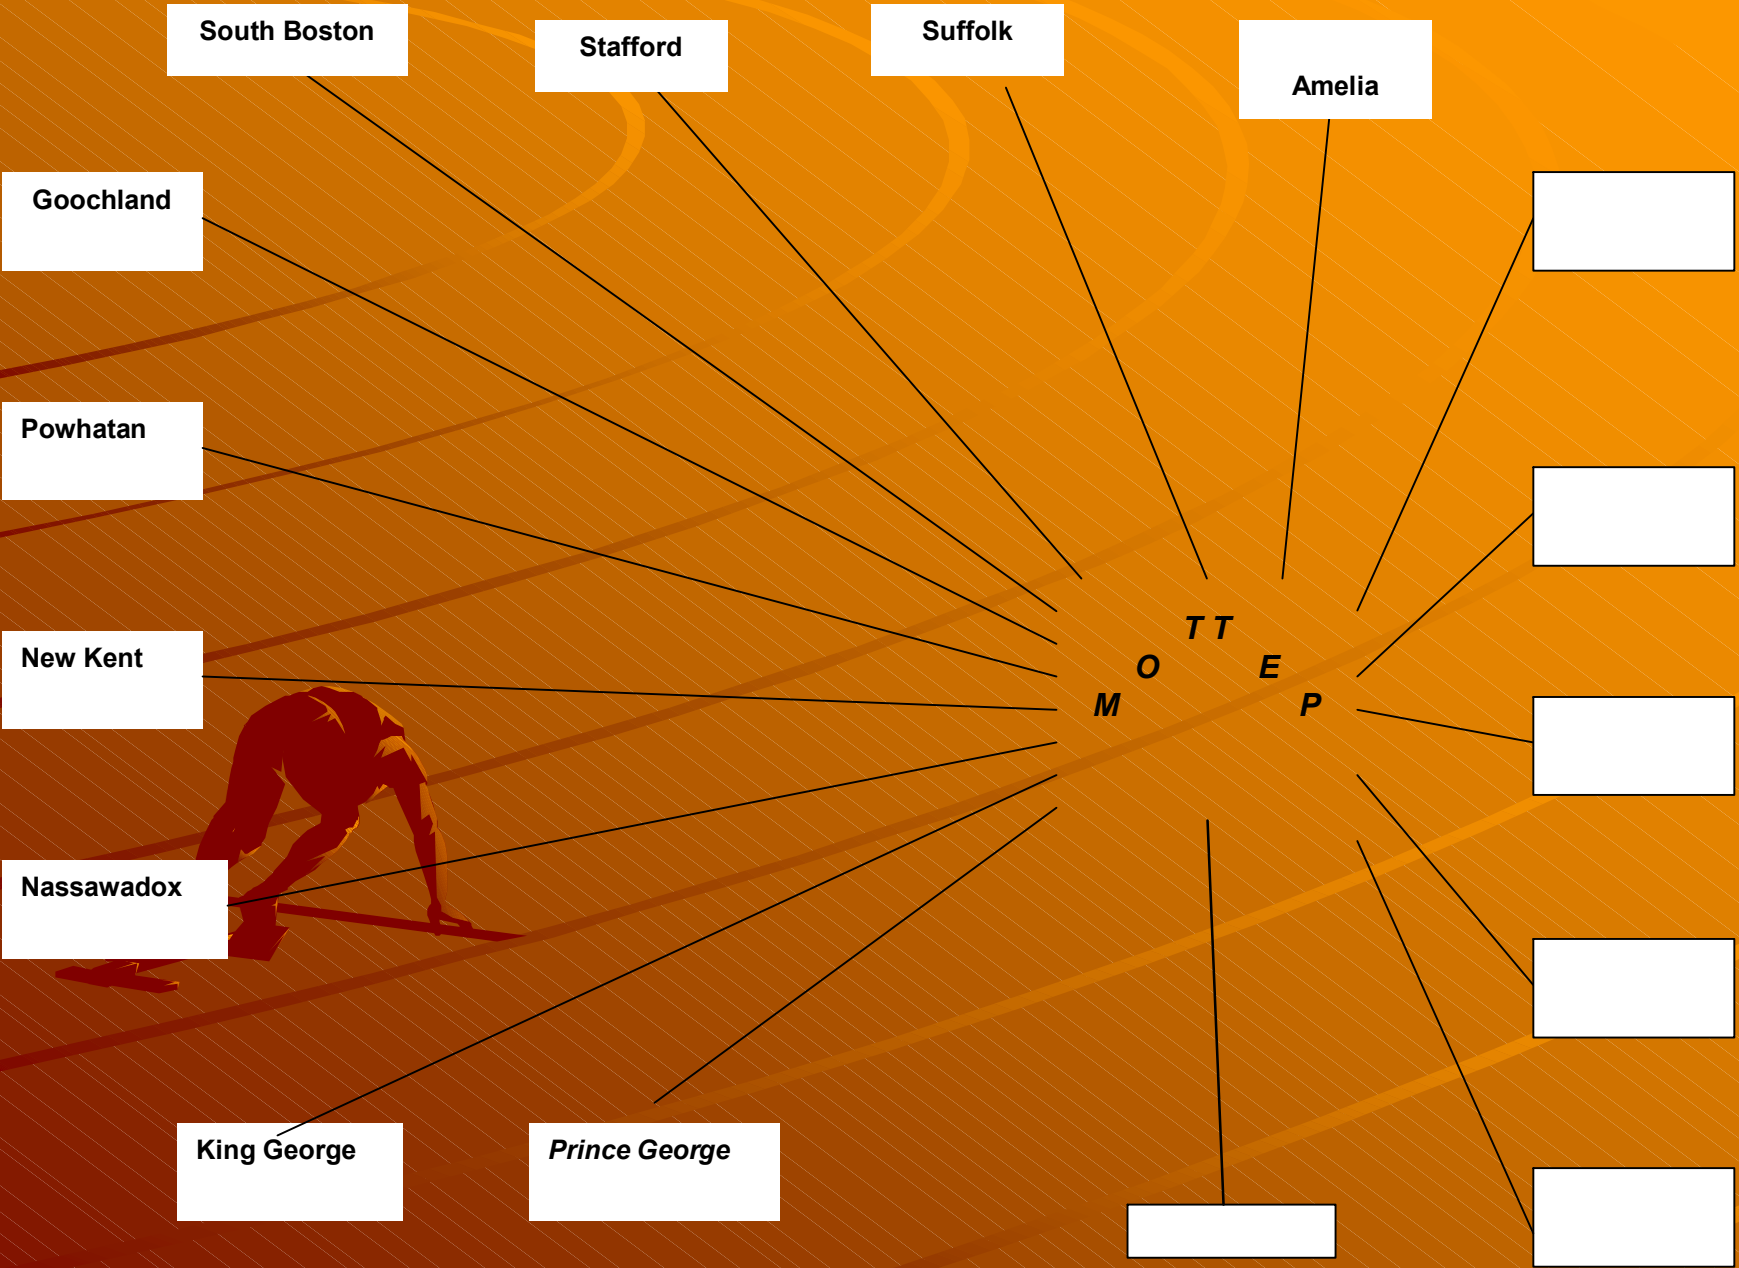 South Boston
Stafford
Suffolk
Amelia
Goochland
Powhatan
New Kent
T T
O E
M P
Nassawadox
King George
Prince George